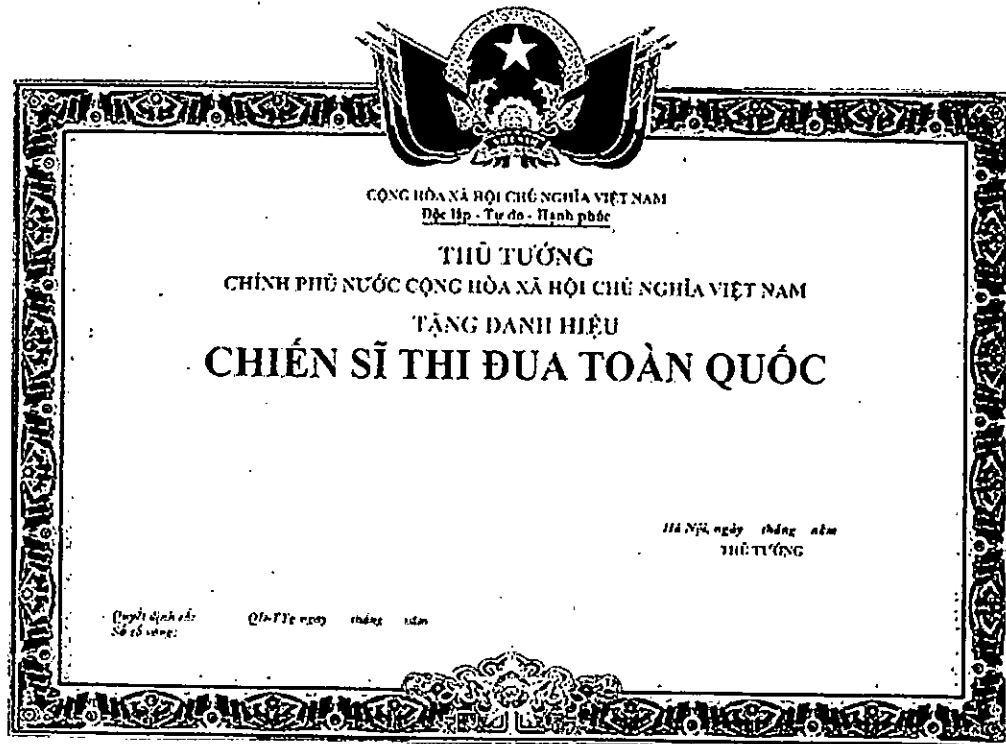 CỘNG HÒA XÃ HỘI CHỦ NGHĨA VIỆT NAM
Độc lập - Tự do - Hạnh phúc
THỦ TƯỚNG
CHÍNH PHỦ NƯỚC CỘNG HÒA XÃ HỘI CHỦ NGHĨA VIỆT NAM
TẶNG DANH HIỆU
CHIẾN SĨ THI ĐUA TOÀN QUỐC
Hà Nội, ngày tháng năm
THỦ TƯỚNG
Quyết định số: QĐ-TTg ngày tháng năm
Số sổ vàng: